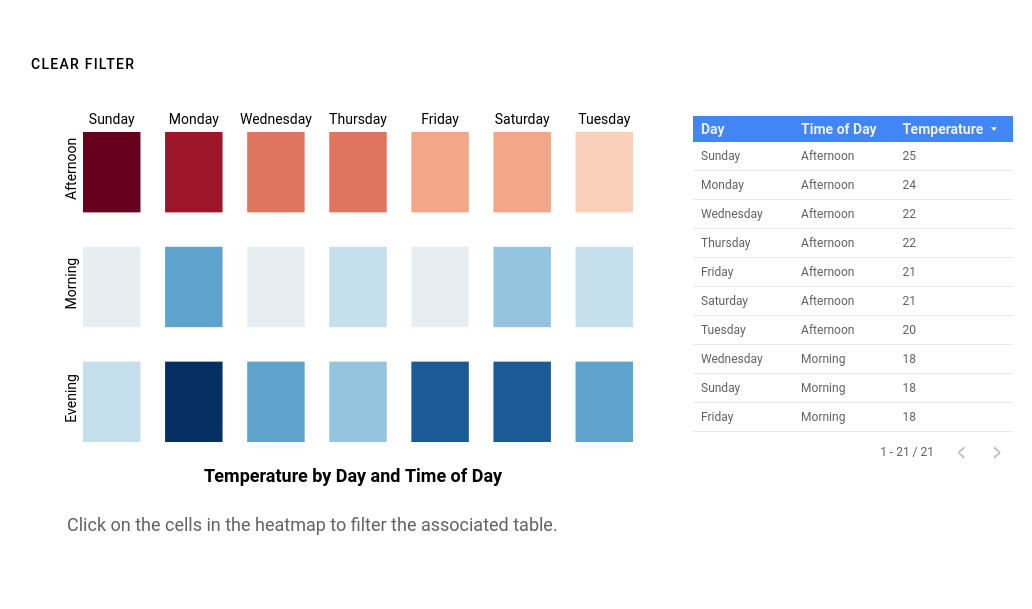 CLEAR FILTER
Sunday Monday Wednesday Thursday Friday Saturday Tuesday
Afternoon
Morning
Evening
Temperature by Day and Time of Day
Click on the cells in the heatmap to filter the associated table.
Day Time of Day Temperature
Sunday Afternoon 25
Monday Afternoon 24
Wednesday Afternoon 22
Thursday Afternoon 22
Friday Afternoon 21
Saturday Afternoon 21
Tuesday Afternoon 20
Wednesday Morning 18
Sunday Morning 18
Friday Morning 18
1 - 21 / 21